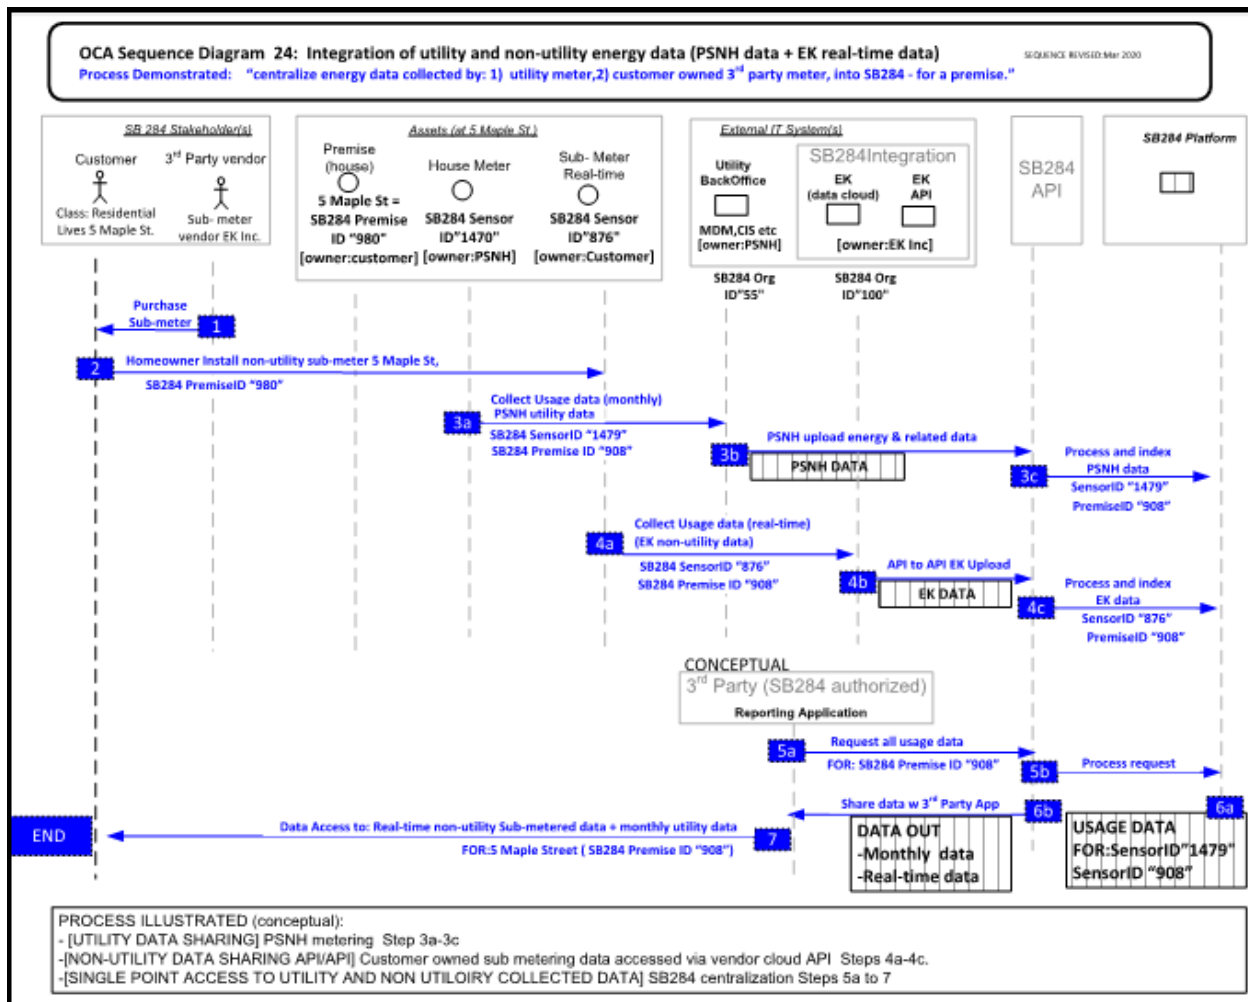 OCA Sequence Diagram 24: Integration of utility and non-utility energy data (PSNH data + EK real-time data)
SEQUENCE REVISED:Mar 2020
Process Demonstrated: "centralize energy data collected by: 1) utility meter,2) customer owned 3rd party meter, into SB284 - for a premise."
SB 284 Stakeholder(s)
Customer
3rd Party vendor
Class: Residential
Lives 5 Maple St.
Sub- meter
vendor EK Inc.
Assets (at 5 Maple St.)
Premise
(house)
House Meter
Sub- Meter
Real-time
5 Maple St =
SB284 Premise
ID "980"
[owner:customer]
SB284 Sensor
ID"1470"
[owner:PSNH]
SB284 Sensor
ID"876"
[owner:Customer]
External IT System(s)
Utility
BackOffice
MDM,CIS etc
[owner:PSNH]
SB284Integration
EK
(data cloud)
EK
API
[owner:EK Inc]
SB284 Org
ID"55"
SB284 Org
ID"100"
SB284
API
SB284 Platform
Purchase
Sub-meter
1
2
Homeowner Install non-utility sub-meter 5 Maple St,
SB284 PremiseID "980"
3a
Collect Usage data (monthly)
PSNH utility data
SB284 SensorID "1479"
SB284 Premise ID "908"
3b
PSNH upload energy & related data
PSNH DATA
3c
Process and index
PSNH data
SensorID "1479"
PremiseID "908"
4a
Collect Usage data (real-time)
(EK non-utility data)
SB284 SensorID "876"
SB284 Premise ID "908"
4b
API to API EK Upload
EK DATA
4c
Process and index
EK data
SensorID "876"
PremiseID "908"
CONCEPTUAL
3rd Party (SB284 authorized)
Reporting Application
5a
Request all usage data
FOR: SB284 Premise ID "908"
5b
Process request
6a
6b
Share data w 3rd Party App
USAGE DATA
FOR:SensorID"1479"
SensorID "908"
DATA OUT
-Monthly data
-Real-time data
7
Data Access to: Real-time non-utility Sub-metered data + monthly utility data
FOR:5 Maple Street ( SB284 Premise ID "908")
END
PROCESS ILLUSTRATED (conceptual):
- [UTILITY DATA SHARING] PSNH metering Step 3a-3c
-[NON-UTILITY DATA SHARING API/API] Customer owned sub metering data accessed via vendor cloud API Steps 4a-4c.
-[SINGLE POINT ACCESS TO UTILITY AND NON UTILOIRY COLLECTED DATA] SB284 centralization Steps 5a to 7